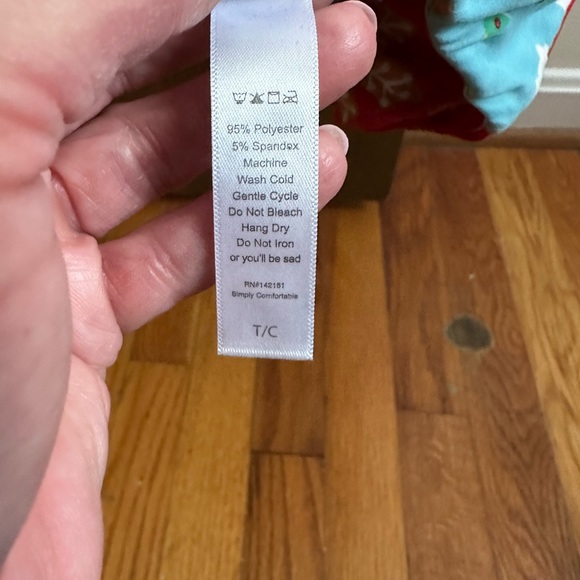 95% Polyester
5% Spandex
Machine
Wash Cold
Gentle Cycle
Do Not Bleach
Hang Dry
Do Not Iron
or you'll be sad
RN#142151
Simply Comfortable
T/C